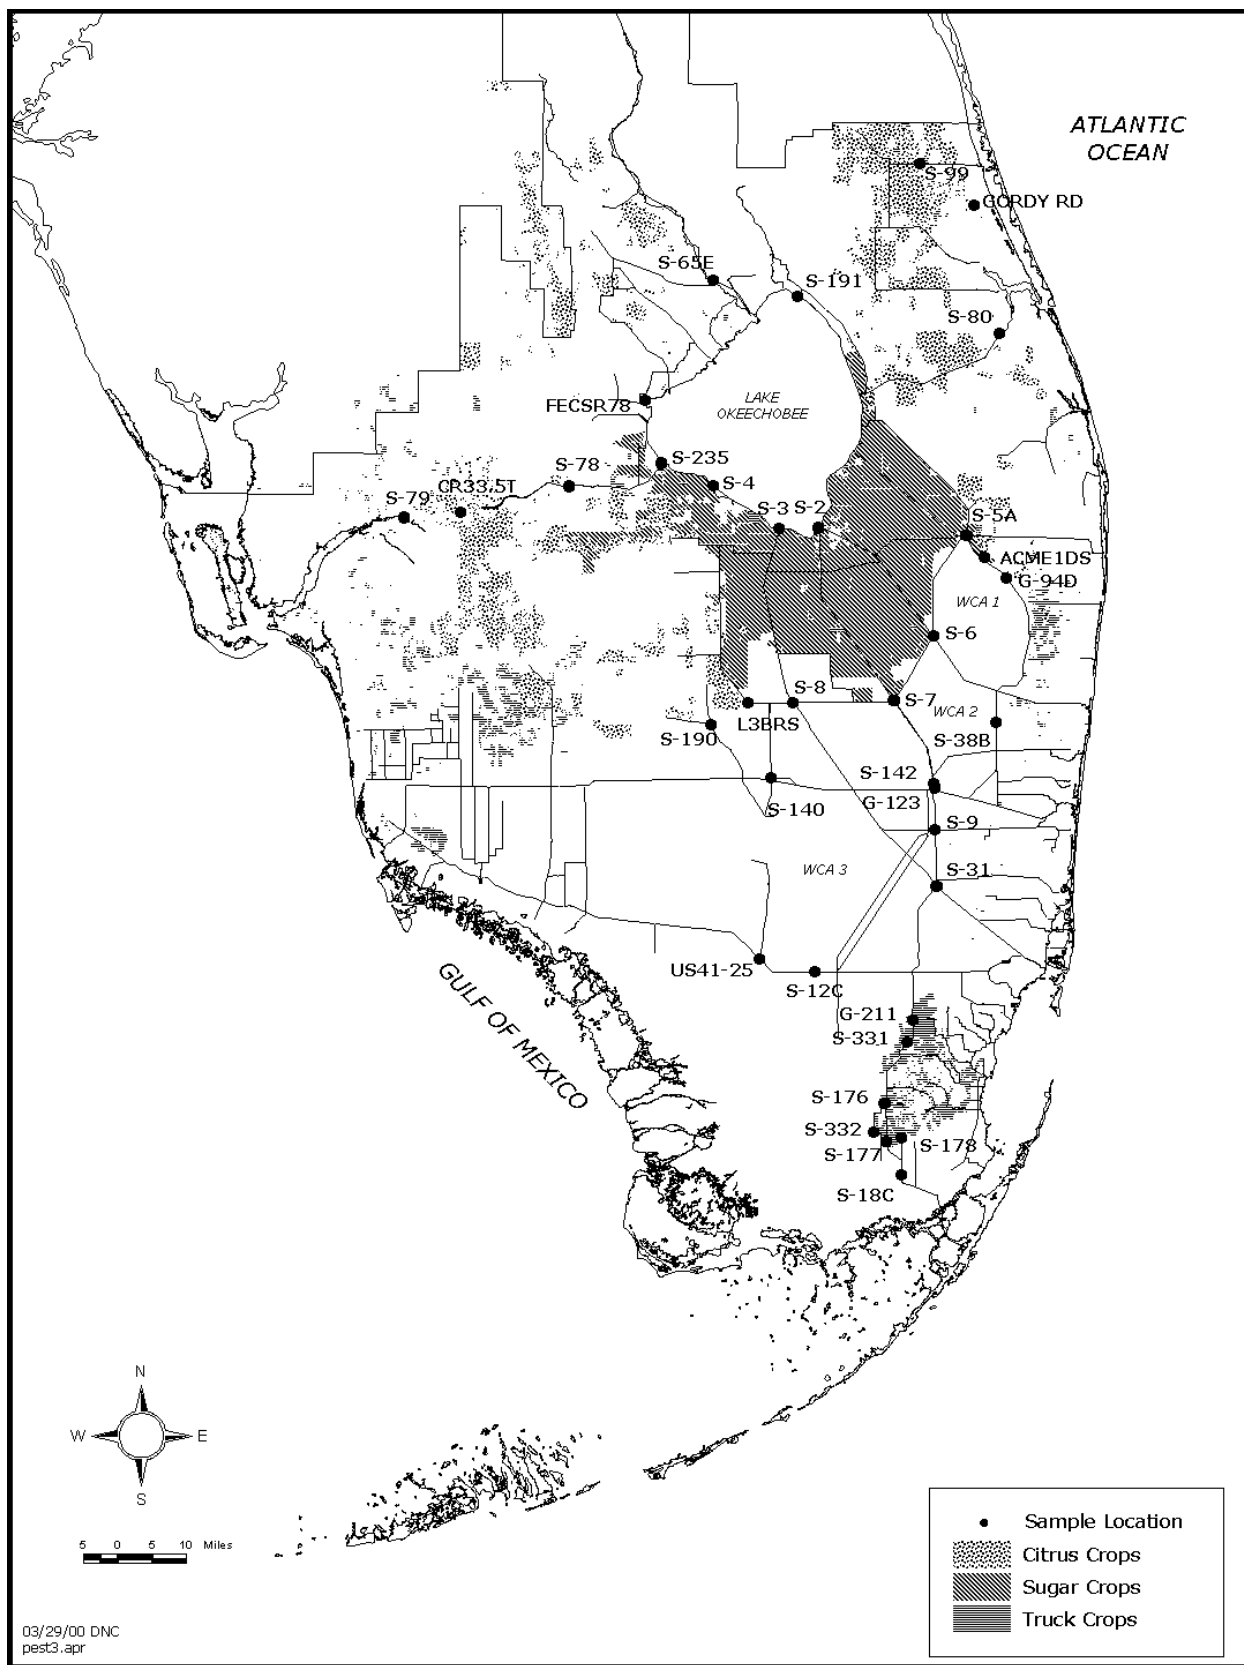 ATLANTIC
OCEAN
S-99
GORDY RD
S-65E
S-191
S-80
LAKE
OKEECHOBEE
FECSR78
S-235
S-78
S-4
CR33.5T
S-79
S-3
S-2
S-5A
ACME1DS
G-94D
WCA 1
S-6
S-8
S-7
L3BRS
WCA 2
S-190
S-38B
S-142
G-123
S-140
S-9
WCA 3
S-31
US41-25
S-12C
GULF OF MEXICO
G-211
S-331
S-176
S-332
S-178
S-177
S-18C
N
W
E
S
5 0 5 10 Miles
Sample Location
Citrus Crops
Sugar Crops
Truck Crops
03/29/00 DNC
pest3.apr